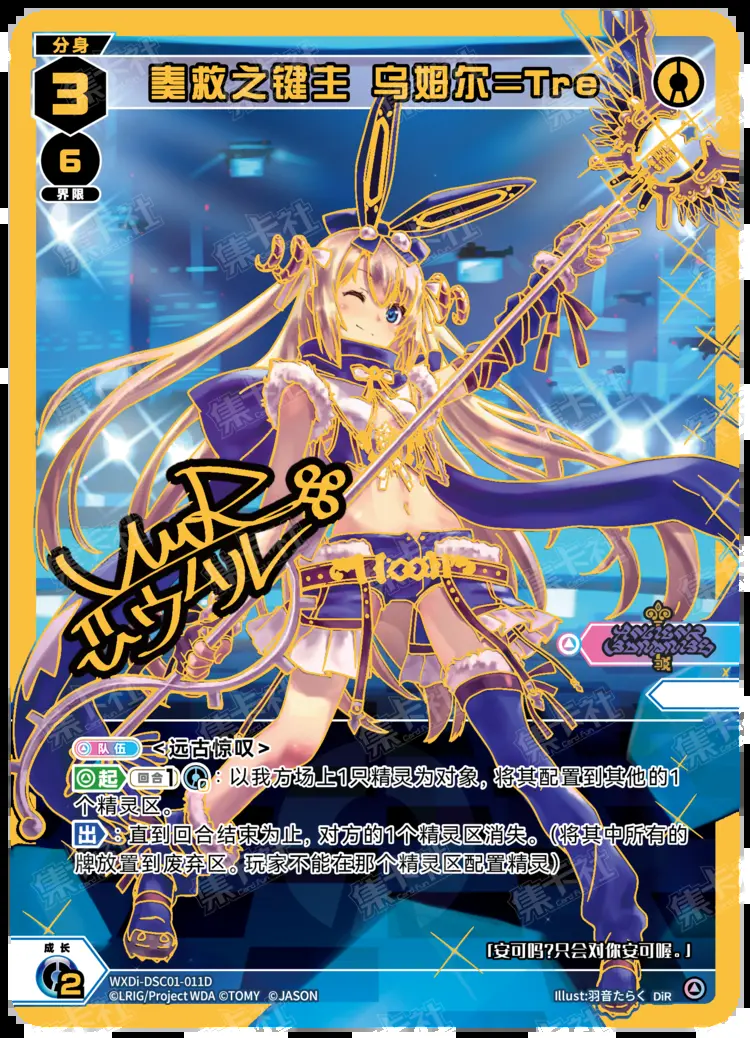 分身
3
奏救之键主 乌姆尔=Tre
6
界限
ウムル
队伍 <远古惊叹>
起 回合1 : 以我方场上1只精灵为对象，将其配置到其他的1
个精灵区。
出 : 直到回合结束为止，对方的1个精灵区消失。（将其中所有的
牌放置到废弃区。玩家不能在那个精灵区配置精灵）
「安可吗?只会对你安可喔。」
成长
2
WXDi-DSC01-011D
©LRIG/Project WDA ©TOMY ©JASON
Illust:羽音たらく DiR
集卡社